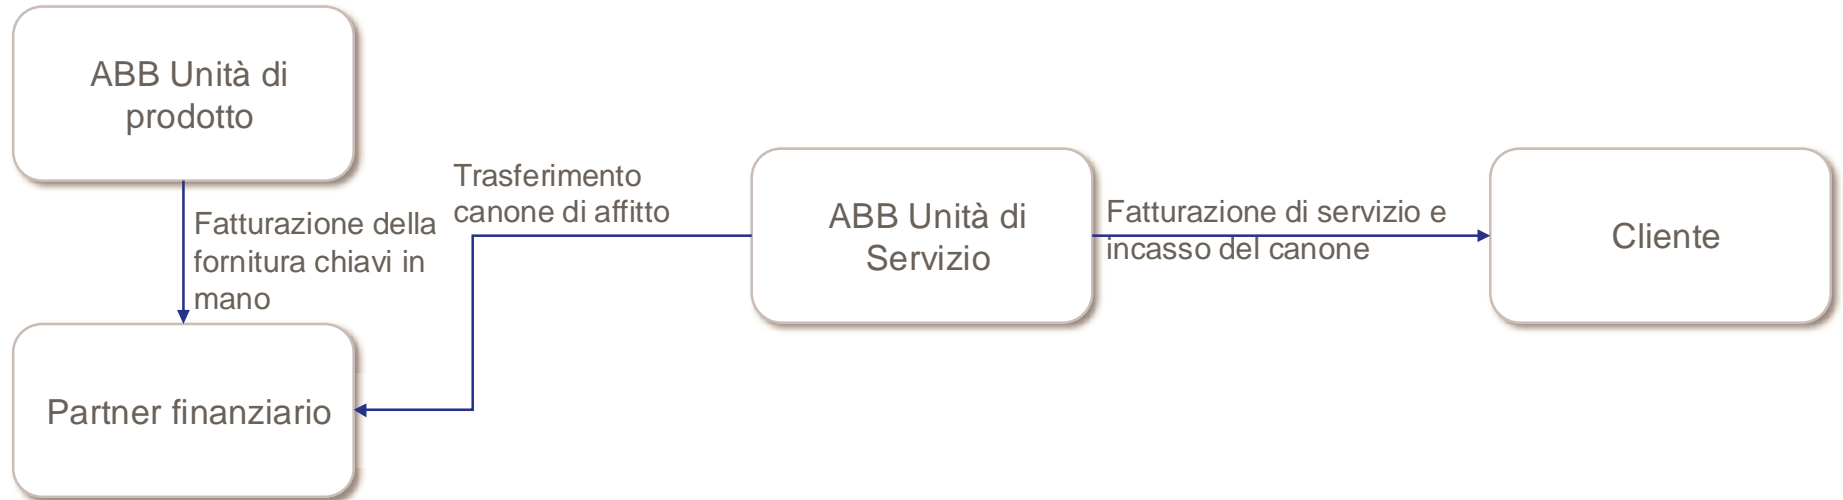 ABB Unità di
prodotto
Fatturazione della
fornitura chiavi in
mano
Partner finanziario
Trasferimento
canone di affitto
ABB Unità di
Servizio
Fatturazione di servizio e
incasso del canone
Cliente